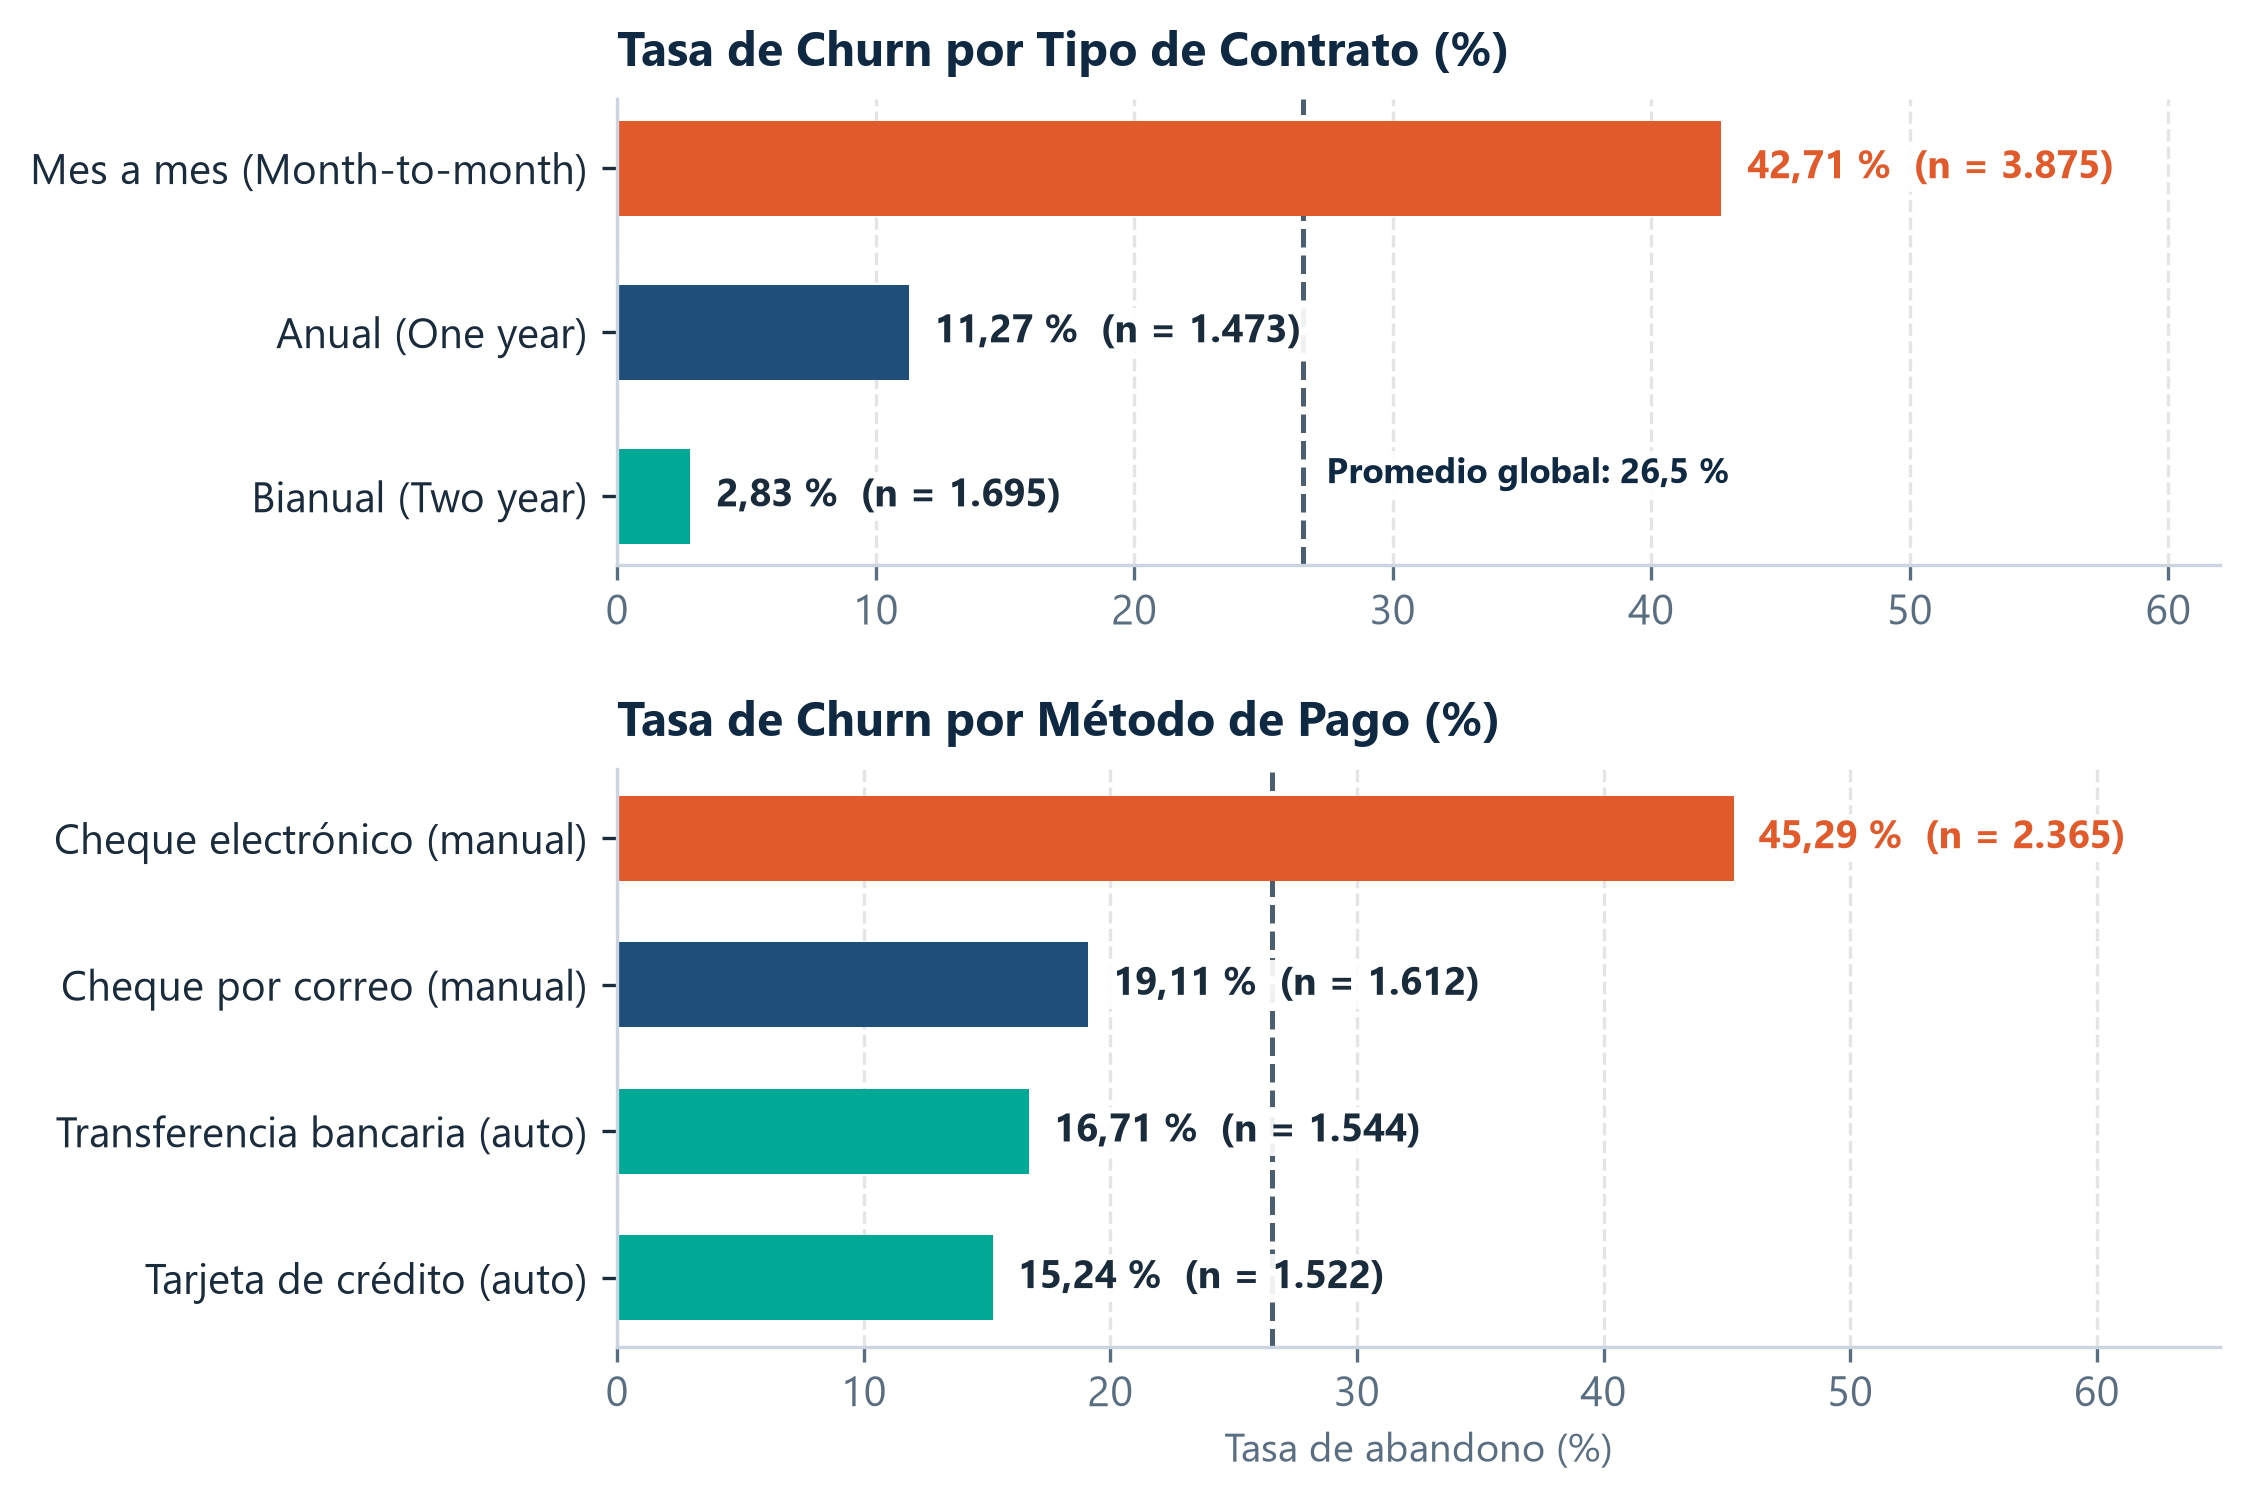 Tasa de Churn por Tipo de Contrato (%)
Mes a mes (Month-to-month)
42,71 % (n = 3.875)
Anual (One year)
11,27 % (n = 1.473)
Promedio global: 26,5 %
Bianual (Two year)
2,83 % (n = 1.695)
0 10 20 30 40 50 60
Tasa de Churn por Método de Pago (%)
Cheque electrónico (manual)
45,29 % (n = 2.365)
Cheque por correo (manual)
19,11 % (n = 1.612)
Transferencia bancaria (auto)
16,71 % (n = 1.544)
Tarjeta de crédito (auto)
15,24 % (n = 1.522)
0 10 20 30 40 50 60
Tasa de abandono (%)